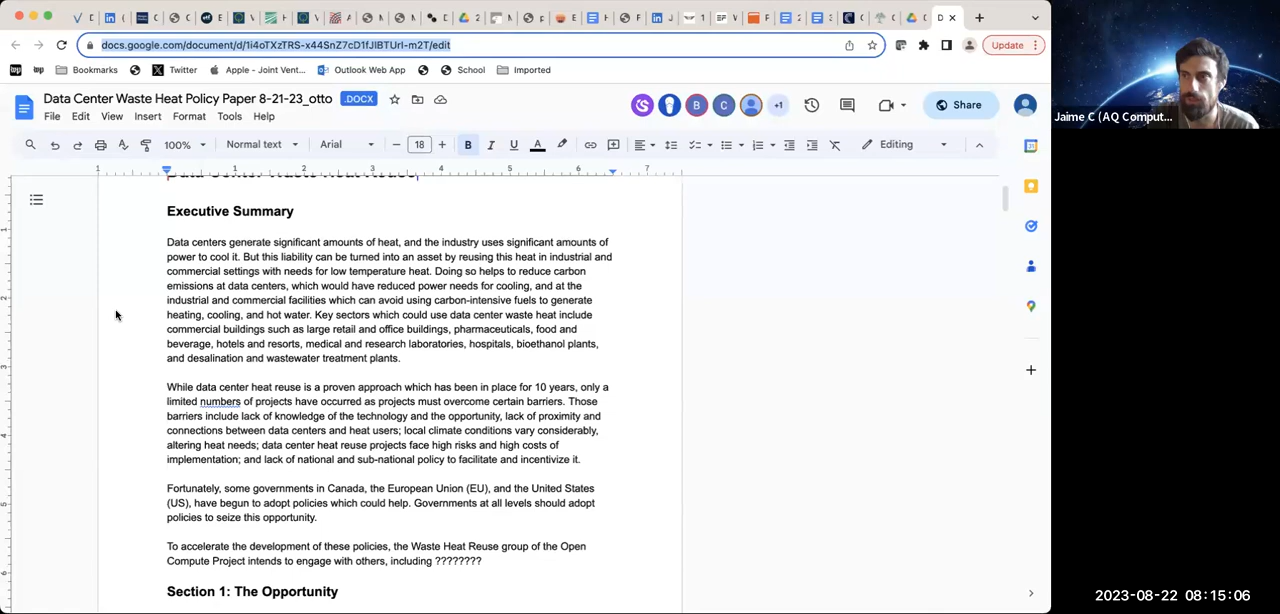 docs.google.com/document/d/1i4oTXzTRS-x44SnZ7cD1fJIBTUrI-m2T/edit
Update
Bookmarks
Twitter
Apple - Joint Vent...
Outlook Web App
School
Imported
Data Center Waste Heat Policy Paper 8-21-23_otto
.DOCX
+1
Share
Jaime C (AQ Comput...
File Edit View Insert Format Tools Help
100%
Normal text
Arial
18
Editing
Data Center Waste Heat Reuse
Executive Summary
Data centers generate significant amounts of heat, and the industry uses significant amounts of
power to cool it. But this liability can be turned into an asset by reusing this heat in industrial and
commercial settings with needs for low temperature heat. Doing so helps to reduce carbon
emissions at data centers, which would have reduced power needs for cooling, and at the
industrial and commercial facilities which can avoid using carbon-intensive fuels to generate
heating, cooling, and hot water. Key sectors which could use data center waste heat include
commercial buildings such as large retail and office buildings, pharmaceuticals, food and
beverage, hotels and resorts, medical and research laboratories, hospitals, bioethanol plants,
and desalination and wastewater treatment plants.
While data center heat reuse is a proven approach which has been in place for 10 years, only a
limited numbers of projects have occurred as projects must overcome certain barriers. Those
barriers include lack of knowledge of the technology and the opportunity, lack of proximity and
connections between data centers and heat users; local climate conditions vary considerably,
altering heat needs; data center heat reuse projects face high risks and high costs of
implementation; and lack of national and sub-national policy to facilitate and incentivize it.
Fortunately, some governments in Canada, the European Union (EU), and the United States
(US), have begun to adopt policies which could help. Governments at all levels should adopt
policies to seize this opportunity.
To accelerate the development of these policies, the Waste Heat Reuse group of the Open
Compute Project intends to engage with others, including ????????
Section 1: The Opportunity
2023-08-22 08:15:06